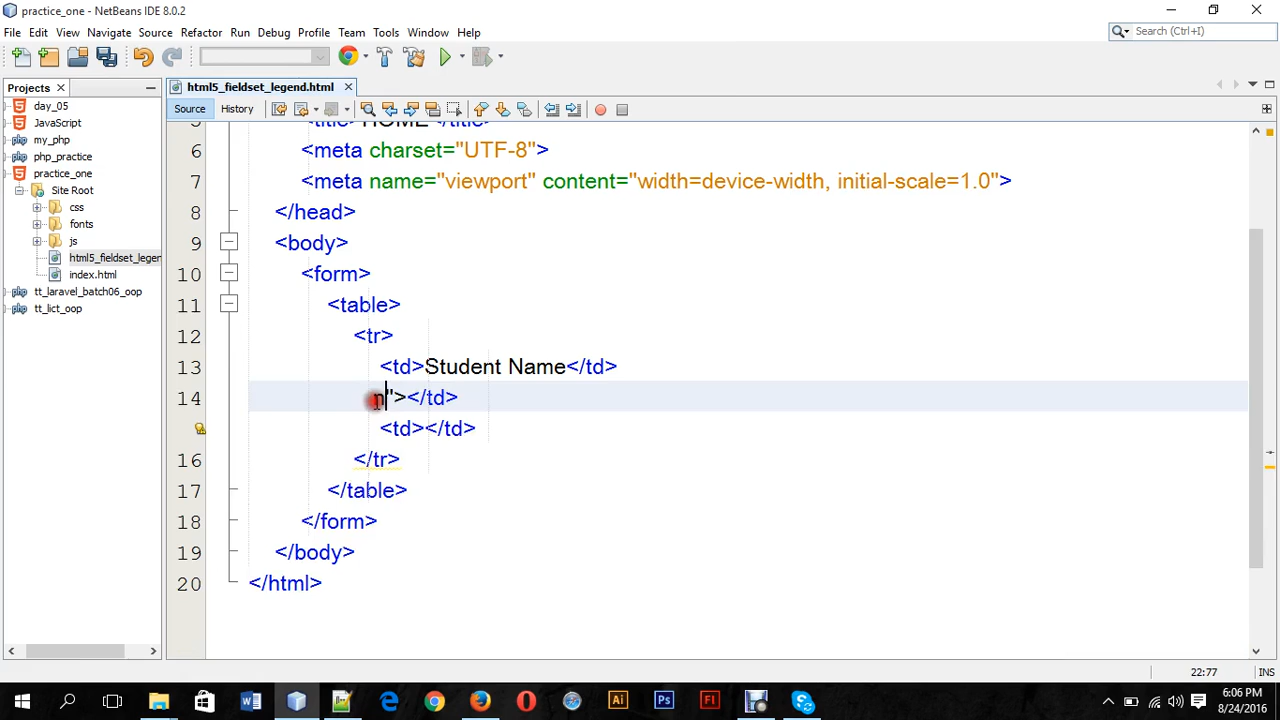 practice_one - NetBeans IDE 8.0.2
File Edit View Navigate Source Refactor Run Debug Profile Team Tools Window Help
Search (Ctrl+I)
Projects
html5_fieldset_legend.html
Source History
day_05
JavaScript
my_php
php_practice
practice_one
Site Root
css
fonts
js
html5_fieldset_leger
index.html
tt_laravel_batch06_oop
tt_lict_oop
6 <meta charset="UTF-8">
7 <meta name="viewport" content="width=device-width, initial-scale=1.0">
8 </head>
9 <body>
10 <form>
11 <table>
12 <tr>
13 <td>Student Name</td>
14 n"></td>
<td></td>
16 </tr>
17 </table>
18 </form>
19 </body>
20 </html>
22:77 INS
6:06 PM
8/24/2016